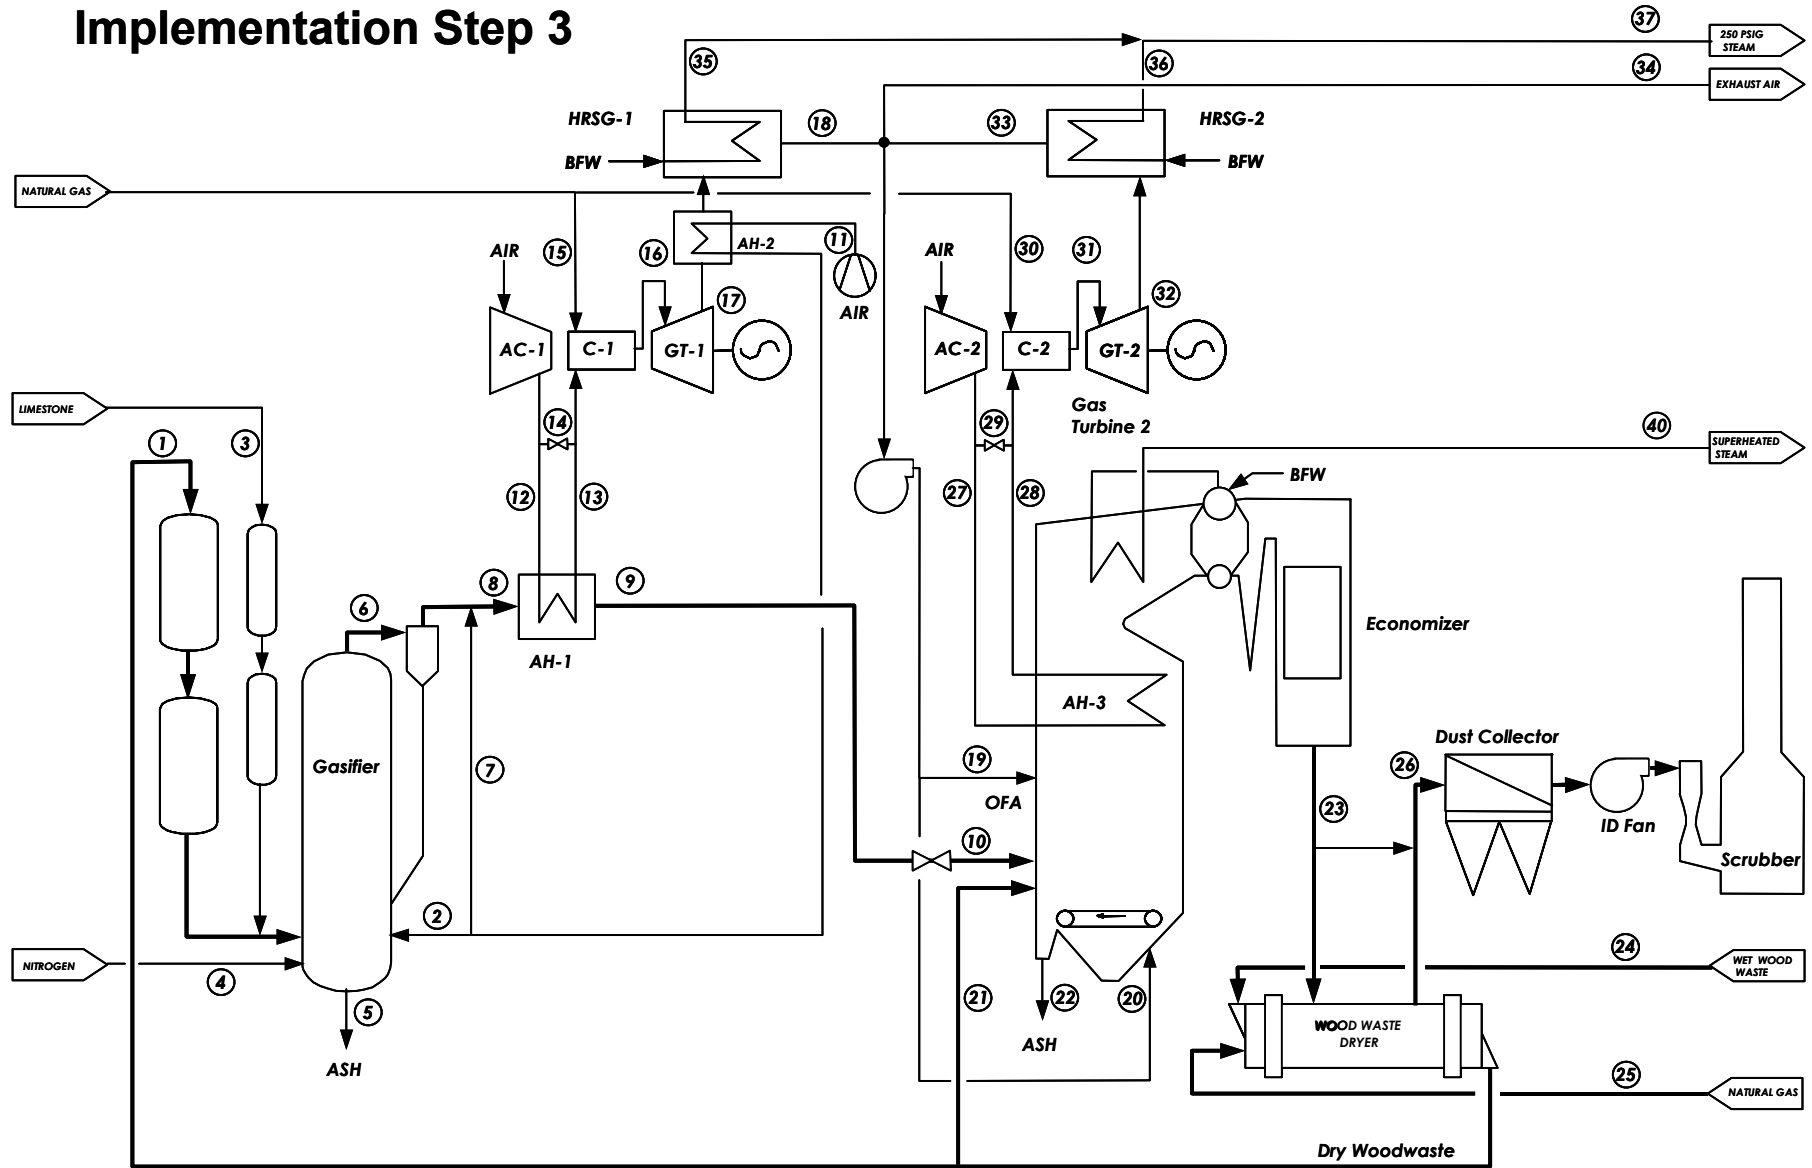 Implementation Step 3
37
250 PSIG
STEAM
35
36
34
EXHAUST AIR
HRSG-1
18
33
HRSG-2
BFW
BFW
NATURAL GAS
AIR
15
16
AH-2
11
AIR
30
31
17
AIR
32
AC-1
C-1
GT-1
AC-2
C-2
GT-2
Gas
Turbine 2
LIMESTONE
1
3
14
29
40
SUPERHEATED
STEAM
12
13
27
28
BFW
8
9
6
AH-1
Economizer
AH-3
Gasifier
7
Dust Collector
19
26
OFA
23
ID Fan
10
Scrubber
2
24
NITROGEN
WET WOOD
WASTE
4
5
21
22
20
WOOD WASTE
DRYER
ASH
ASH
25
NATURAL GAS
Dry Woodwaste